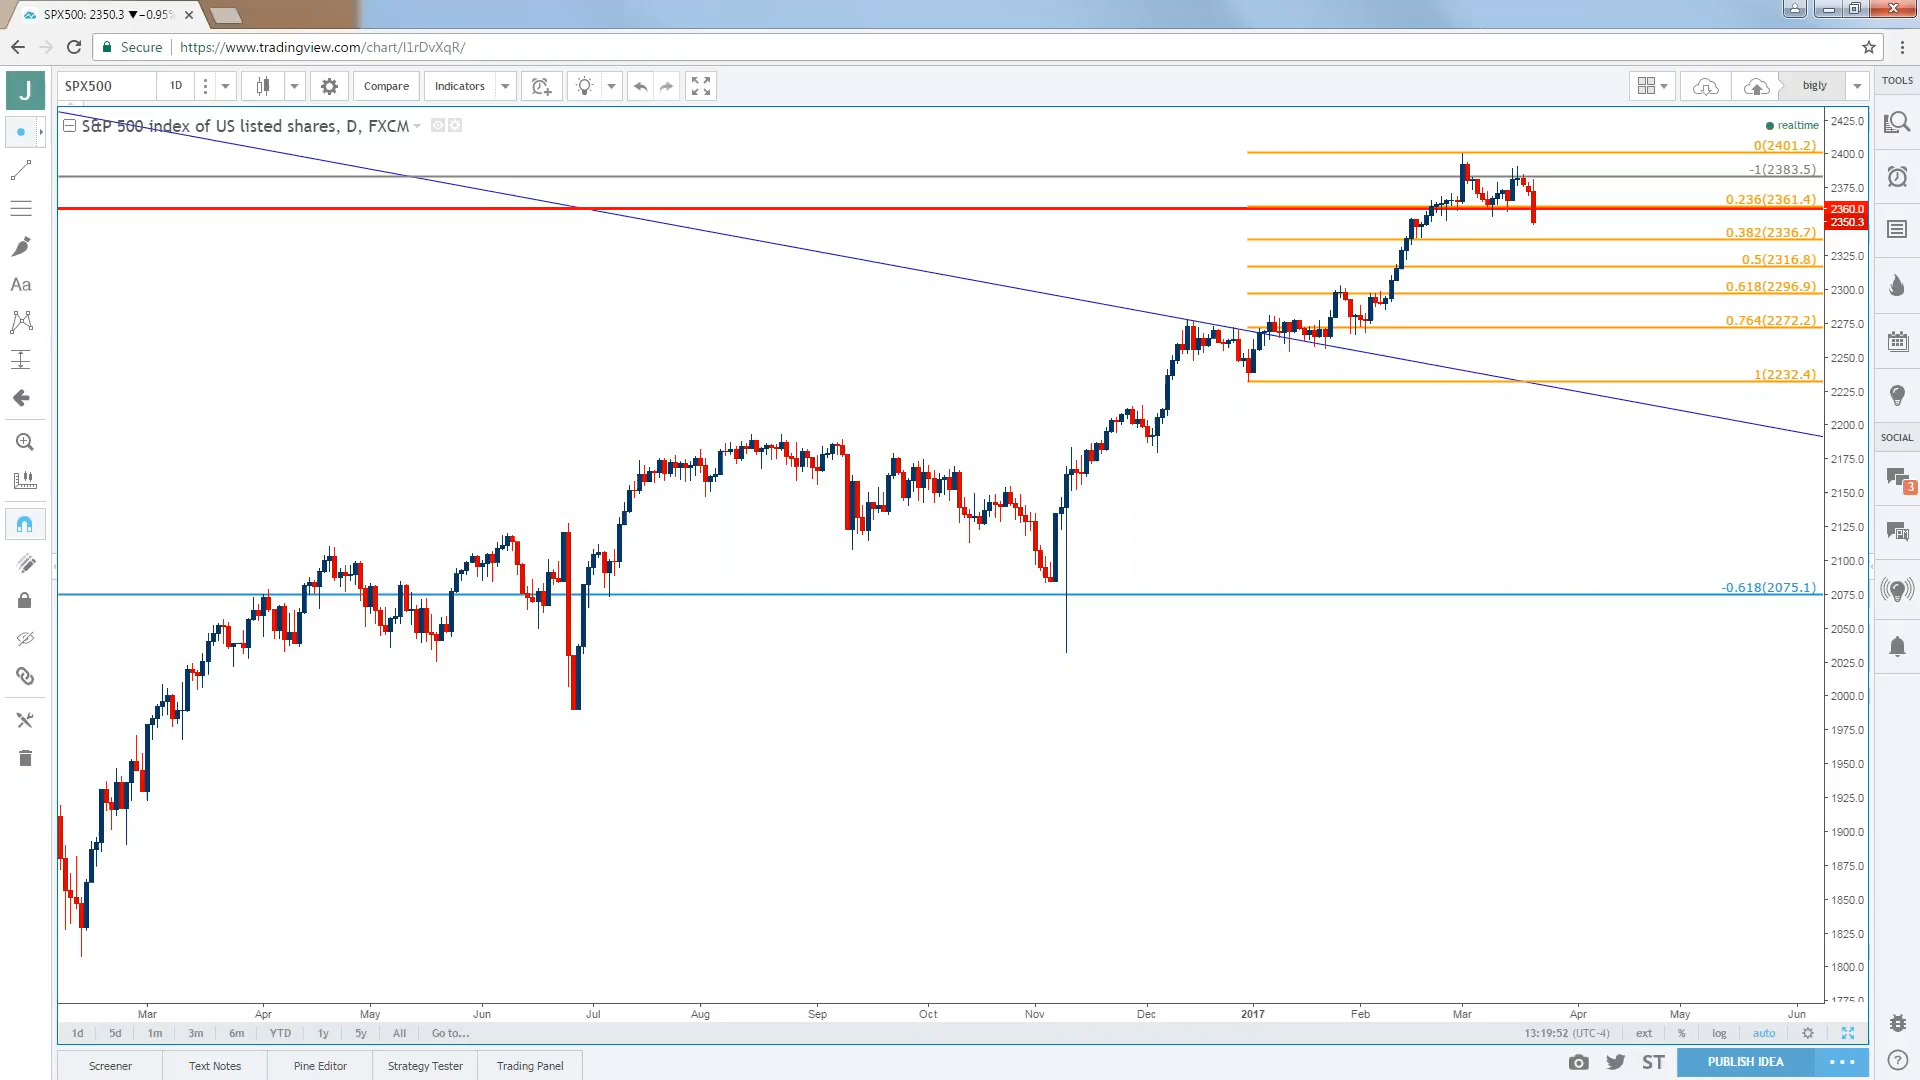 SPX500: 2350.3 ▼−0.95%
Secure
https://www.tradingview.com/chart/I1rDvXqR/
J
SPX500
1D
Compare
Indicators
bigly
TOOLS
S&P 500 index of US listed shares, D, FXCM
realtime
0(2401.2)
-1(2383.5)
0.236(2361.4)
0.382(2336.7)
0.5(2316.8)
0.618(2296.9)
0.764(2272.2)
1(2232.4)
-0.618(2075.1)
2425.0
2400.0
2375.0
2360.0
2350.3
2325.0
2300.0
2275.0
2250.0
2225.0
2200.0
2175.0
2150.0
2125.0
2100.0
2075.0
2050.0
2025.0
2000.0
1975.0
1950.0
1925.0
1900.0
1875.0
1850.0
1825.0
1800.0
1775.0
Aa
SOCIAL
3
PM
Mar Apr May Jun Jul Aug Sep Oct Nov Dec 2017 Feb Mar Apr May Jun
1d 5d 1m 3m 6m YTD 1y 5y All Go to...
13:19:52 (UTC-4) ext % log auto
Screener Text Notes Pine Editor Strategy Tester Trading Panel
ST
PUBLISH IDEA